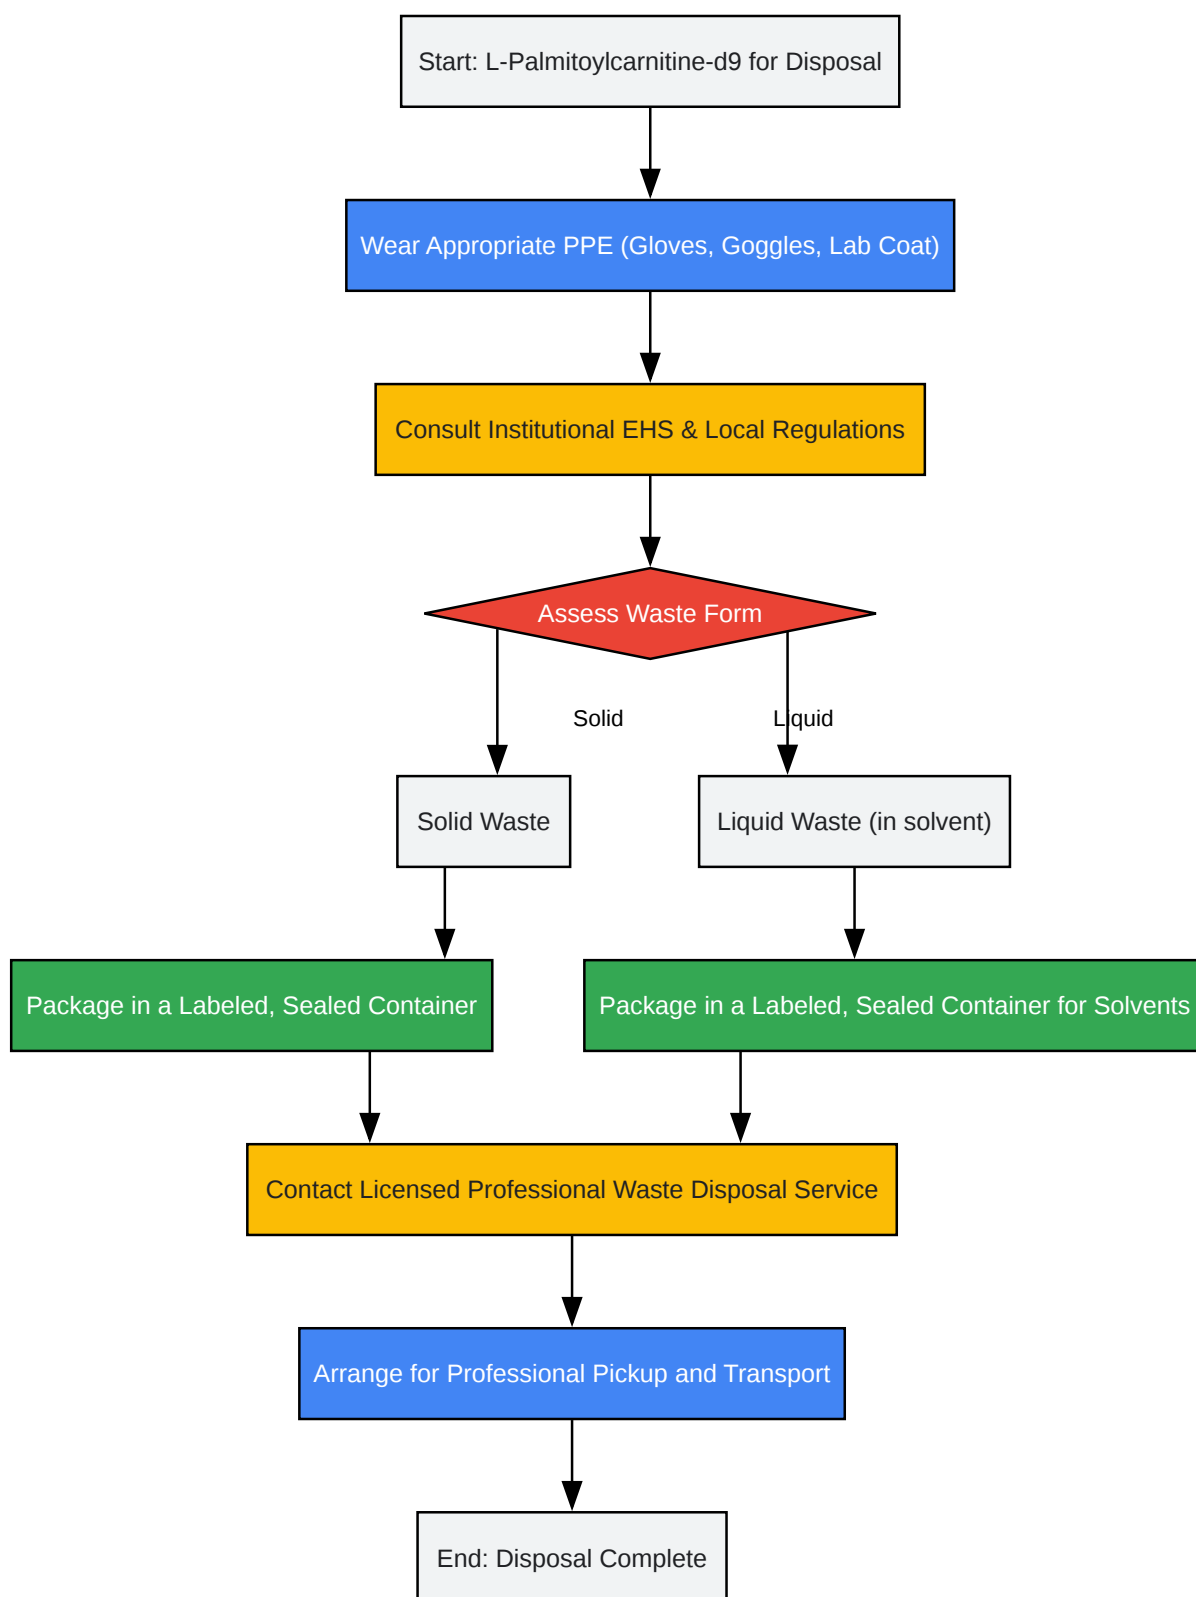 Start: L-Palmitoylcarnitine-d9 for Disposal
Wear Appropriate PPE (Gloves, Goggles, Lab Coat)
Consult Institutional EHS & Local Regulations
Assess Waste Form
Solid
Liquid
Solid Waste
Liquid Waste (in solvent)
Package in a Labeled, Sealed Container
Package in a Labeled, Sealed Container for Solvents
Contact Licensed Professional Waste Disposal Service
Arrange for Professional Pickup and Transport
End: Disposal Complete